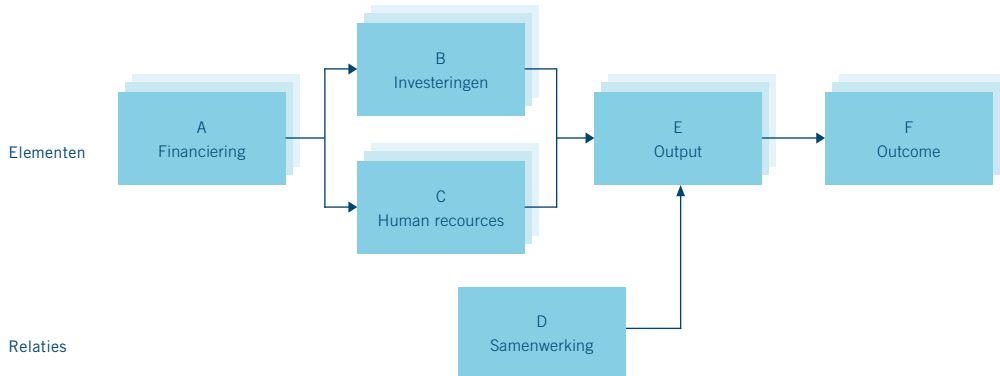 Elementen
A
Financiering
B
Investeringen
C
Human recources
E
Output
F
Outcome
Relaties
D
Samenwerking